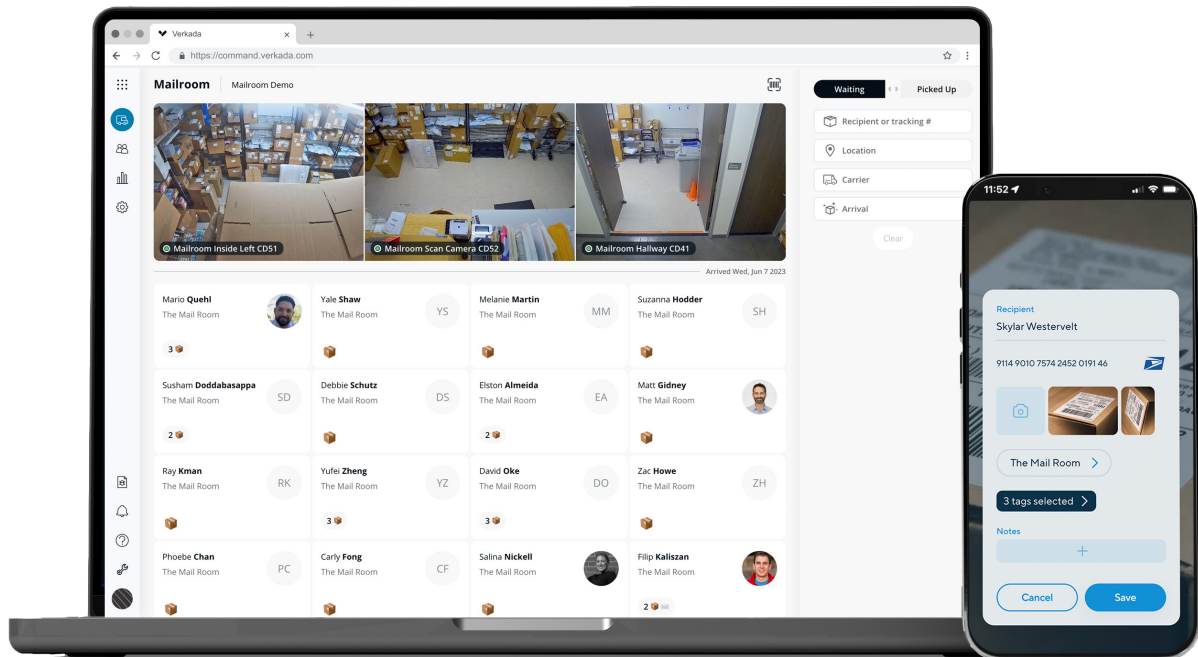 Verkada
https://command.verkada.com
Mailroom
Mailroom Demo
Waiting
Picked Up
Recipient or tracking #
Location
Carrier
Arrival
Clear
Mailroom Inside Left CD51
Mailroom Scan Camera CD52
Mailroom Hallway CD41
Arrived Wed, Jun 7 2023
Mario Quehl
The Mail Room
3
Yale Shaw
The Mail Room
YS
Melanie Martin
The Mail Room
MM
Suzanna Hodder
The Mail Room
SH
Susham Doddabasappa
The Mail Room
SD
2
Debbie Schutz
The Mail Room
DS
Elston Almeida
The Mail Room
EA
2
Matt Gidney
The Mail Room
Ray Kman
The Mail Room
RK
Yufei Zheng
The Mail Room
YZ
3
David Oke
The Mail Room
DO
3
Zac Howe
The Mail Room
ZH
Phoebe Chan
The Mail Room
PC
Carly Fong
The Mail Room
CF
Salina Nickell
The Mail Room
Filip Kaliszan
The Mail Room
2
11:52
Recipient
Skylar Westervelt
9114 9010 7574 2452 0191 46
The Mail Room
3 tags selected
Notes
Cancel
Save